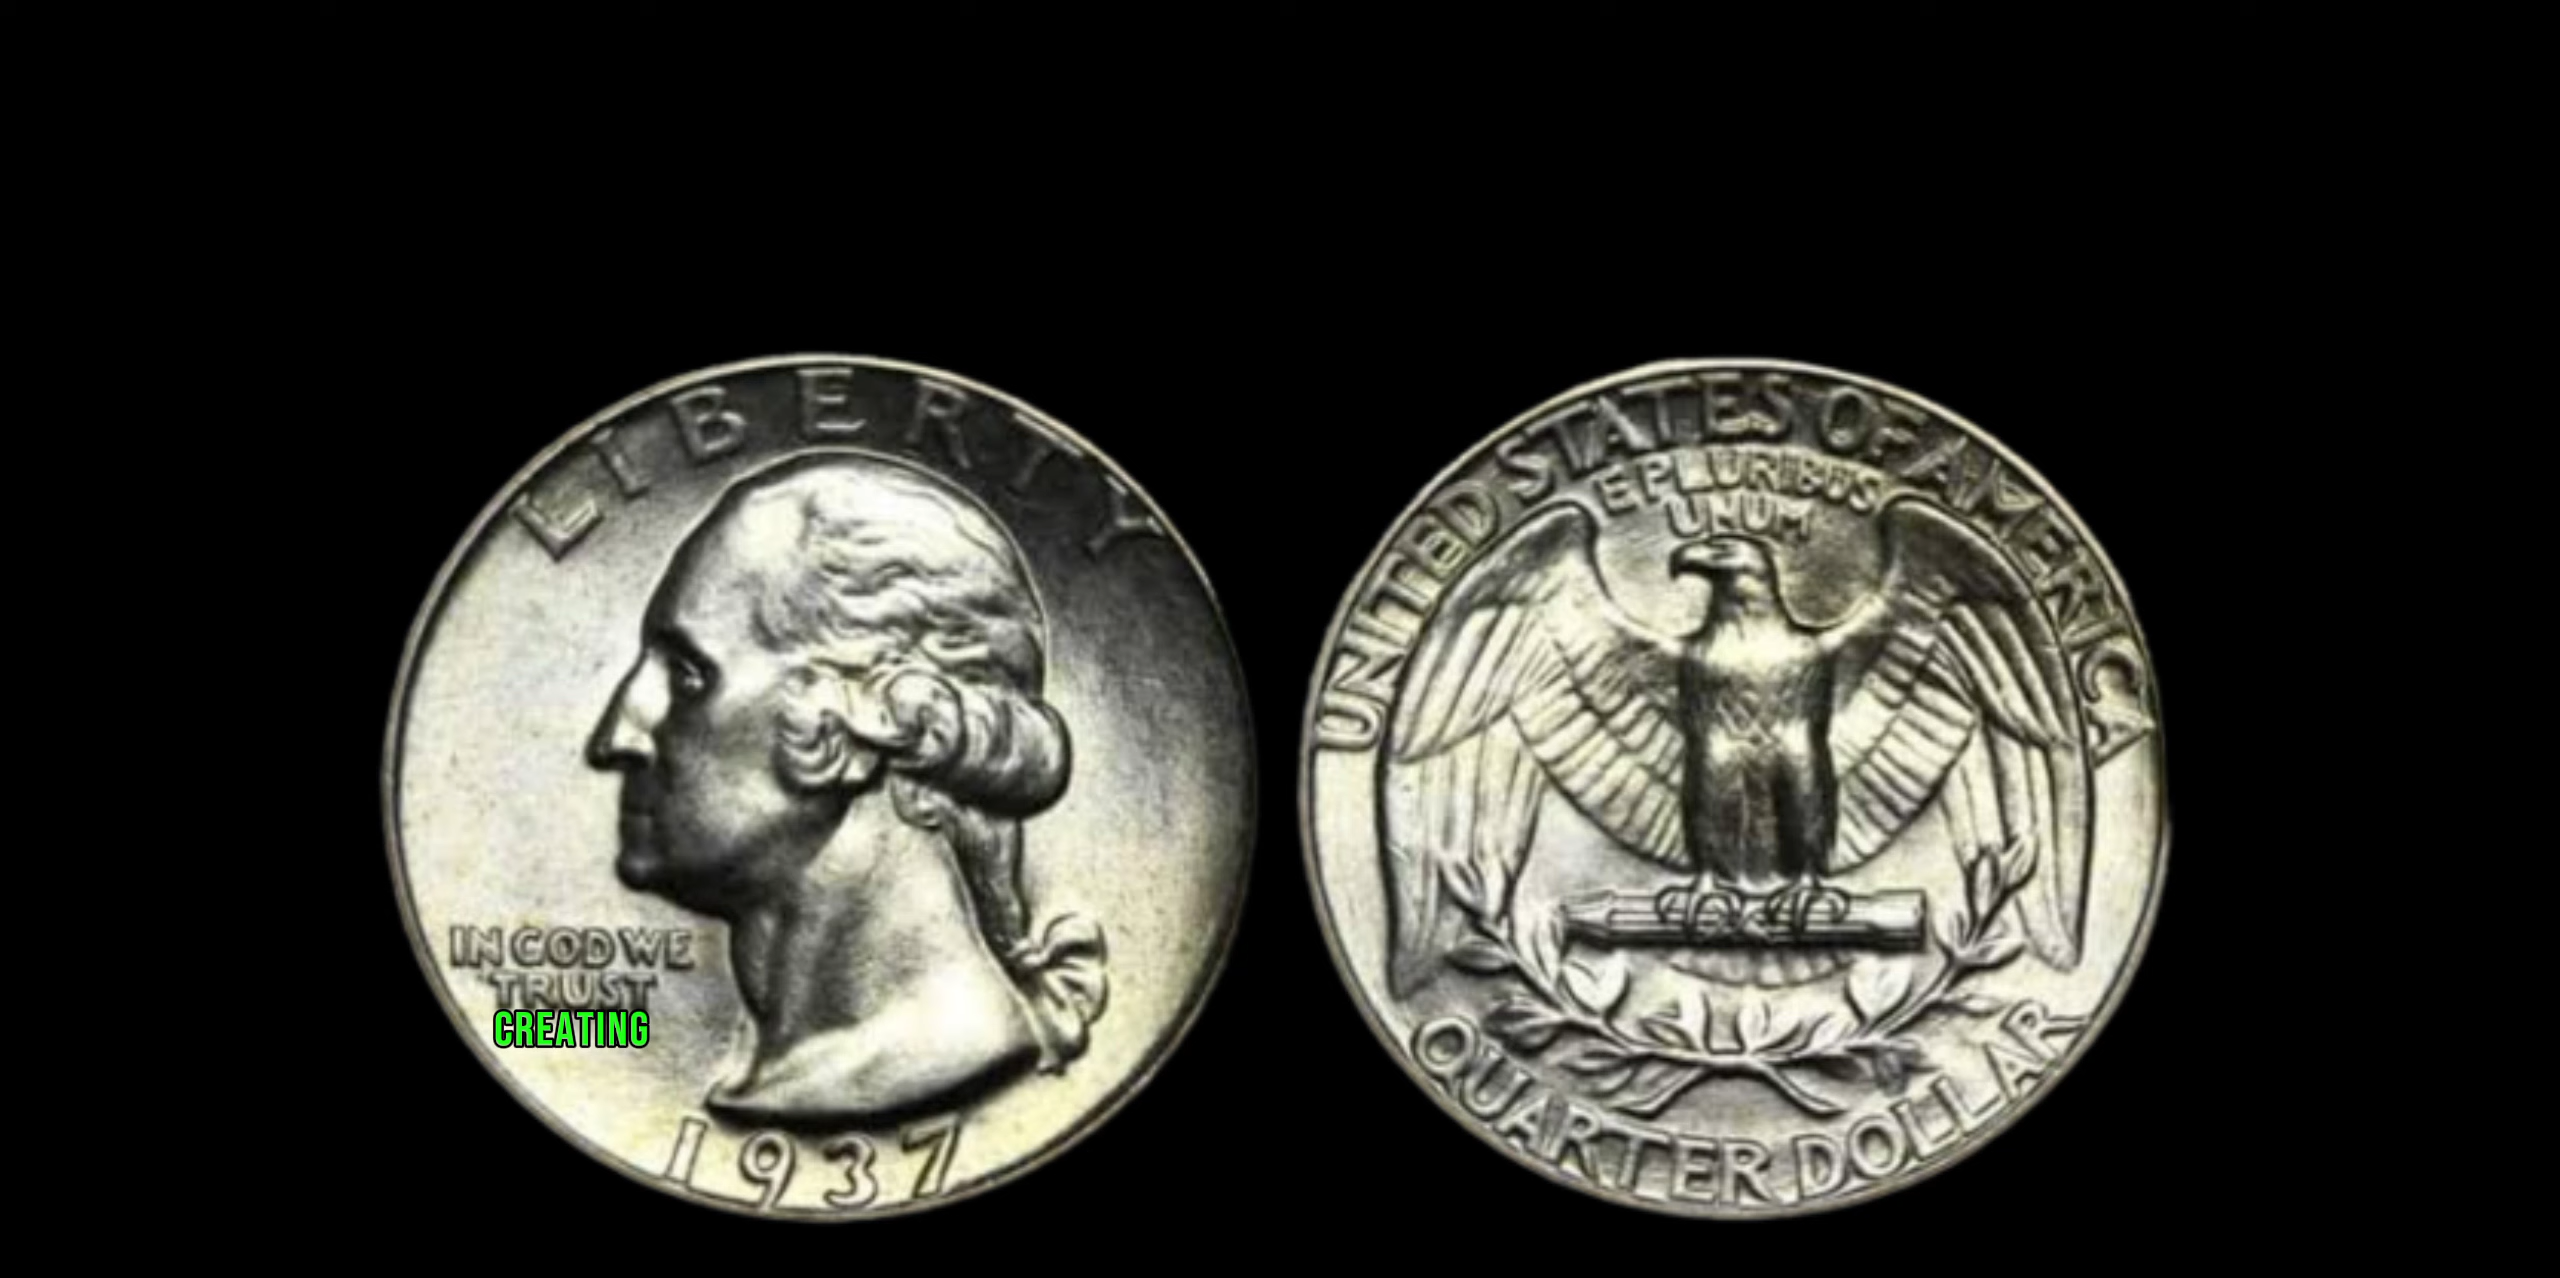 LIBERTY
IN GOD WE
TRUST
CREATING
1937
UNITED STATES OF AMERICA
E PLURIBUS
UNUM
QUARTER DOLLAR